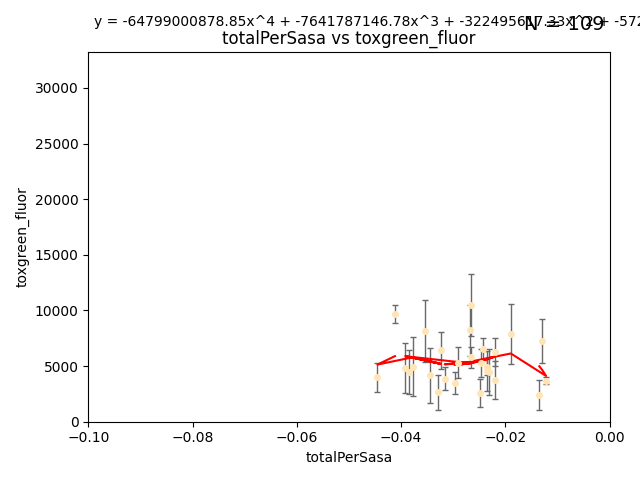 y = -64799000878.85x^4 + -7641787146.78x^3 + -322495617.33x^2 + -572
N = 109
totalPerSasa vs toxgreen_fluor
30000
25000
20000
15000
10000
5000
0
toxgreen_fluor
−0.10
−0.08
−0.06
−0.04
−0.02
0.00
totalPerSasa